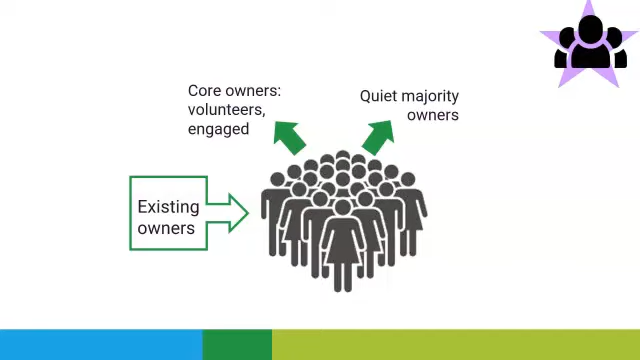 Core owners:
volunteers,
engaged
Quiet majority
owners
Existing
owners